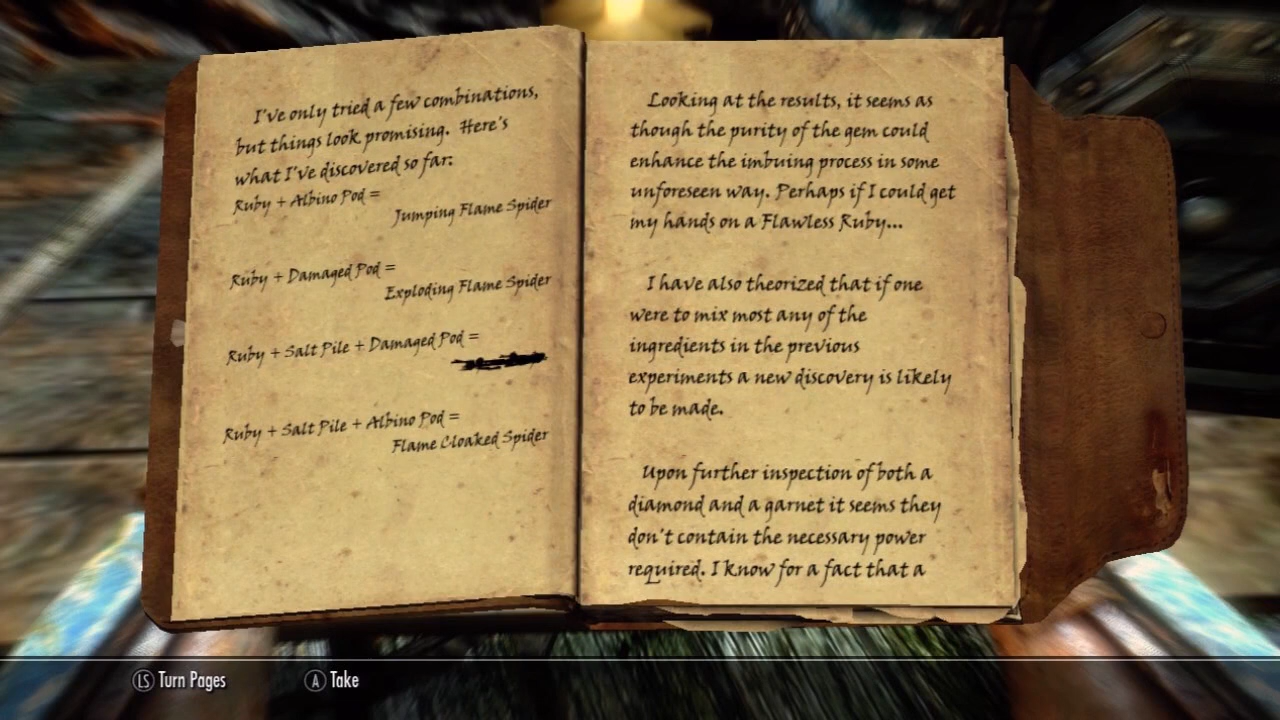 I've only tried a few combinations,
but things look promising. Here's
what I've discovered so far:
Ruby + Albino Pod =
Jumping Flame Spider
Ruby + Damaged Pod =
Exploding Flame Spider
Ruby + Salt Pile + Damaged Pod =
Ruby + Salt Pile + Albino Pod =
Flame Cloaked Spider
Looking at the results, it seems as
though the purity of the gem could
enhance the imbuing process in some
unforeseen way. Perhaps if I could get
my hands on a Flawless Ruby...
I have also theorized that if one
were to mix most any of the
ingredients in the previous
experiments a new discovery is likely
to be made.
Upon further inspection of both a
diamond and a garnet it seems they
don't contain the necessary power
required. I know for a fact that a
LS Turn Pages
A Take